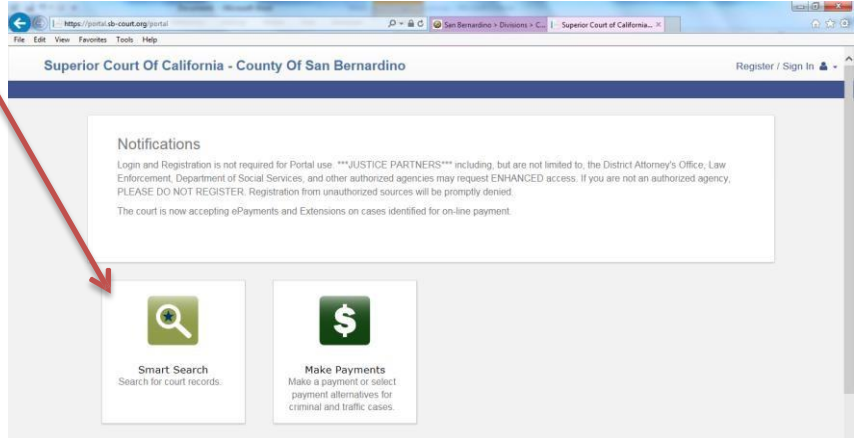 https://portal.sb-court.org/portal
San Bernardino > Divisions > C...
Superior Court of California...
File Edit View Favorites Tools Help
Superior Court Of California - County Of San Bernardino
Register / Sign In
Notifications
Login and Registration is not required for Portal use. ***JUSTICE PARTNERS*** including, but are not limited to, the District Attorney's Office, Law
Enforcement, Department of Social Services, and other authorized agencies may request ENHANCED access. If you are not an authorized agency,
PLEASE DO NOT REGISTER. Registration from unauthorized sources will be promptly denied.
The court is now accepting ePayments and Extensions on cases identified for on-line payment.
$
Smart Search
Search for court records.
Make Payments
Make a payment or select
payment alternatives for
criminal and traffic cases.